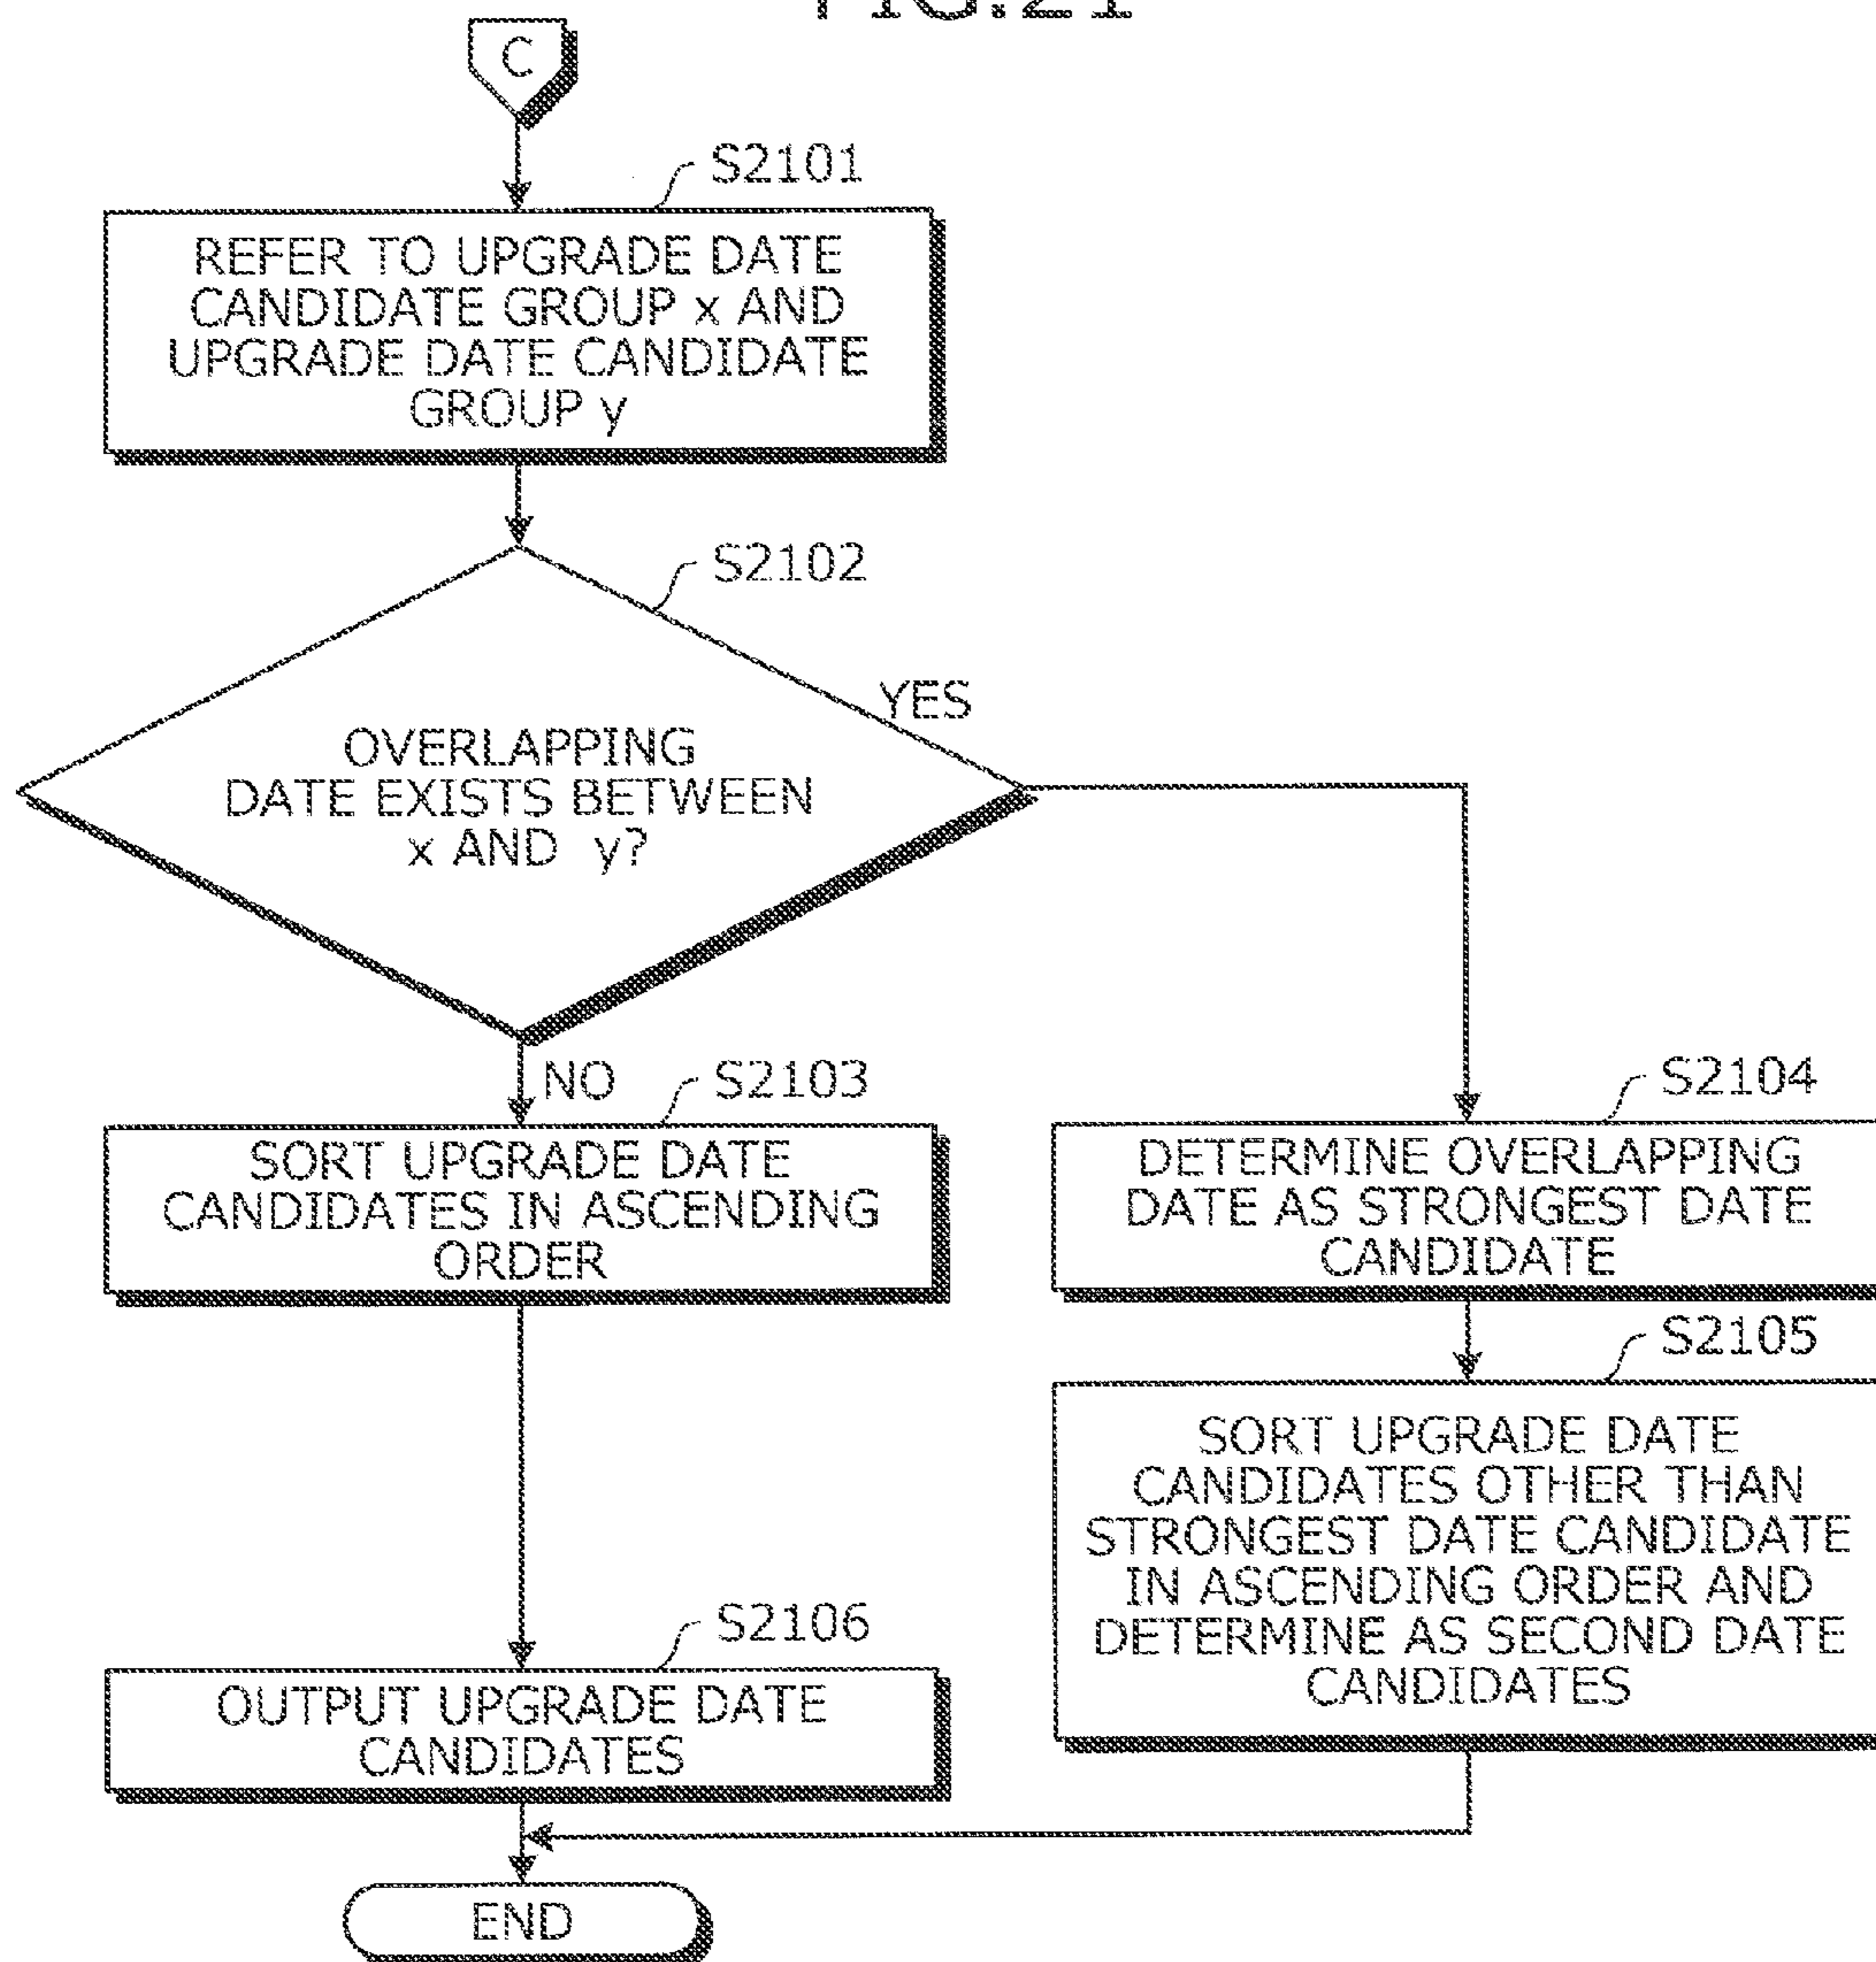 FIG.21
C
S2101
REFER TO UPGRADE DATE
CANDIDATE GROUP x AND
UPGRADE DATE CANDIDATE
GROUP y
S2102
YES
OVERLAPPING
DATE EXISTS BETWEEN
x AND y?
NO
S2103
SORT UPGRADE DATE
CANDIDATES IN ASCENDING
ORDER
S2104
DETERMINE OVERLAPPING
DATE AS STRONGEST DATE
CANDIDATE
S2105
SORT UPGRADE DATE
CANDIDATES OTHER THAN
STRONGEST DATE CANDIDATE
IN ASCENDING ORDER AND
DETERMINE AS SECOND DATE
CANDIDATES
S2106
OUTPUT UPGRADE DATE
CANDIDATES
END